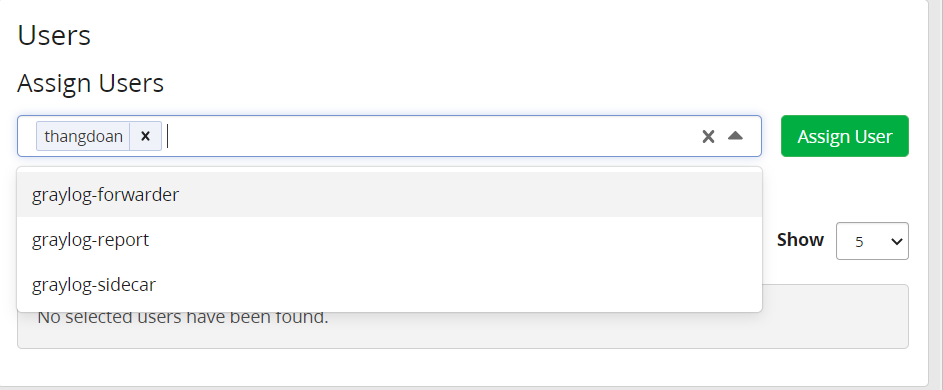 Users
Assign Users
thangdoan x
Assign User
graylog-forwarder
graylog-report
graylog-sidecar
Show 5
No selected users have been found.